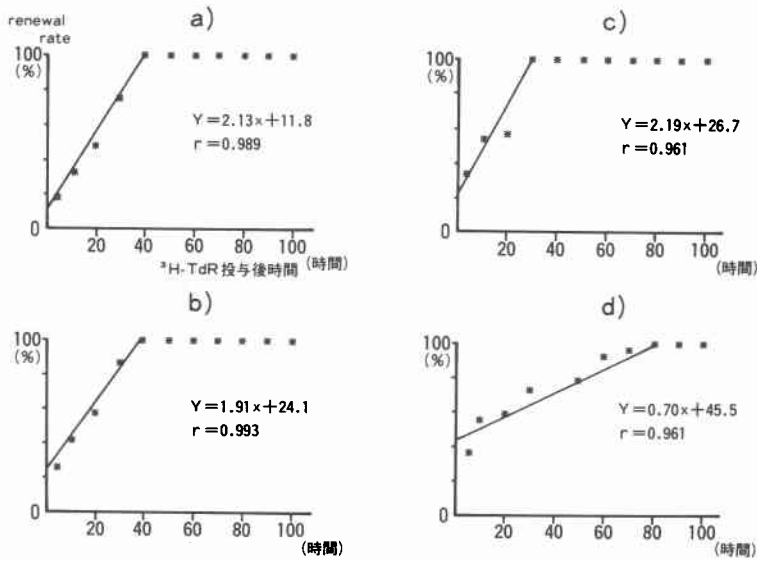 a)
renewal
rate
100
(%)
Y=2.13x+11.8
r=0.989
0
20 40 60 80 100
³H-TdR投与後時間 (時間)
c)
100
(%)
Y=2.19x+26.7
r=0.961
0
20 40 60 80 100
(時間)
b)
100
(%)
Y=1.91x+24.1
r=0.993
0
20 40 60 80 100
(時間)
d)
100
(%)
Y=0.70x+45.5
r=0.961
0
20 40 60 80 100
(時間)